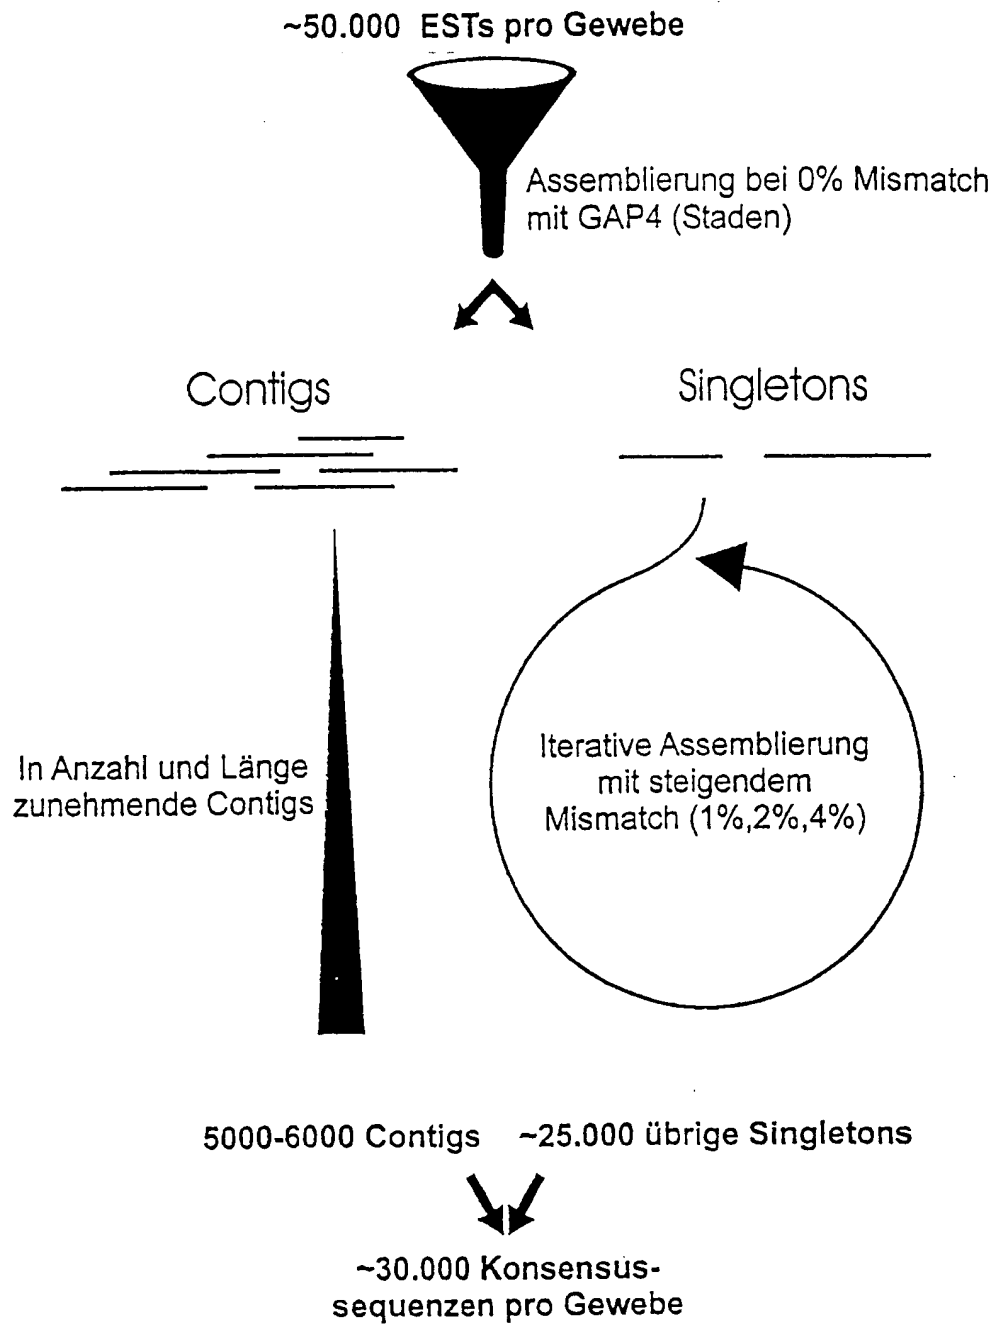 ~50.000 ESTs pro Gewebe
Assemblierung bei 0% Mismatch
mit GAP4 (Staden)
Contigs
Singletons
In Anzahl und Länge
zunehmende Contigs
Iterative Assemblierung
mit steigendem
Mismatch (1%,2%,4%)
5000-6000 Contigs
~25.000 übrige Singletons
~30.000 Konsensus-
sequenzen pro Gewebe